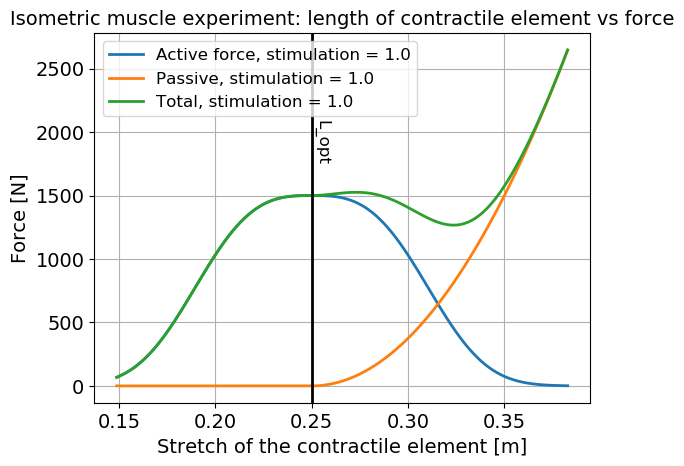 Isometric muscle experiment: length of contractile element vs force
Active force, stimulation = 1.0
Passive, stimulation = 1.0
Total, stimulation = 1.0
L_opt
Force [N]
2500
2000
1500
1000
500
0
0.15 0.20 0.25 0.30 0.35
Stretch of the contractile element [m]